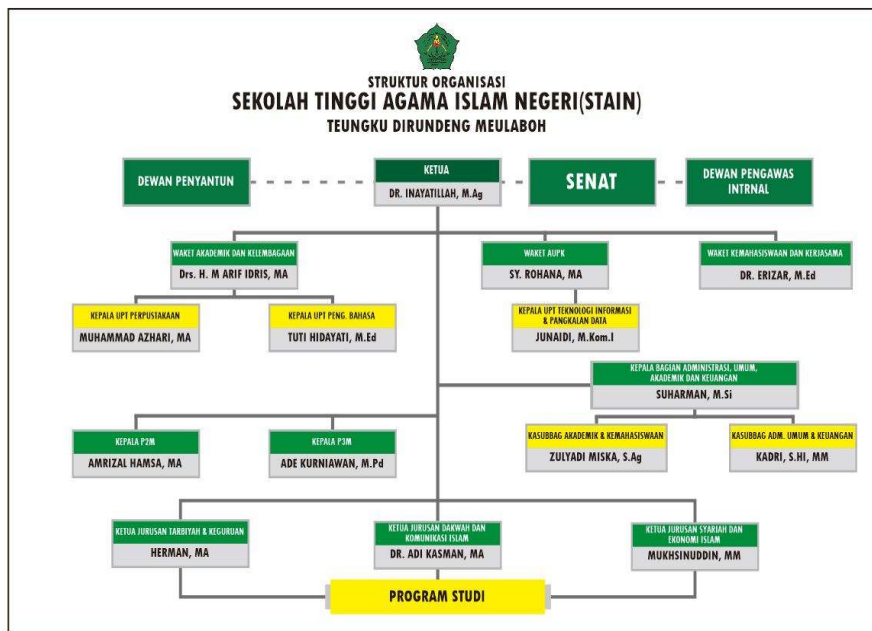 STRUKTUR ORGANISASI
SEKOLAH TINGGI AGAMA ISLAM NEGERI(STAIN)
TEUNGKU DIRUNDENG MEULABOH
DEWAN PENYANTUN
KETUA
DR. INAYATILLAH, M.Ag
SENAT
DEWAN PENGAWAS
INTRNAL
WAKET AKADEMIK DAN KELEMBAGAAN
Drs. H. M ARIF IDRIS, MA
WAKET AUPK
SY. ROHANA, MA
WAKET KEMAHASISWAAN DAN KERJASAMA
DR. ERIZAR, M.Ed
KEPALA UPT PERPUSTAKAAN
MUHAMMAD AZHARI, MA
KEPALA UPT PENG. BAHASA
TUTI HIDAYATI, M.Ed
KEPALA UPT TEKNOLOGI INFORMASI
& PANGKALAN DATA
JUNAIDI, M.Kom.I
KEPALA BAGIAN ADMINISTRASI, UMUM,
AKADEMIK DAN KEUANGAN
SUHARMAN, M.Si
KEPALA P2M
AMRIZAL HAMSA, MA
KEPALA P3M
ADE KURNIAWAN, M.Pd
KASUBBAG AKADEMIK & KEMAHASISWAAN
ZULYADI MISKA, S.Ag
KASUBBAG ADM. UMUM & KEUANGAN
KADRI, S.HI, MM
KETUA JURUSAN TARBIYAH & KEGURUAN
HERMAN, MA
KETUA JURUSAN DAKWAH DAN
KOMUNIKASI ISLAM
DR. ADI KASMAN, MA
KETUA JURUSAN SYARIAH DAN
EKONOMI ISLAM
MUKHSINUDDIN, MM
PROGRAM STUDI